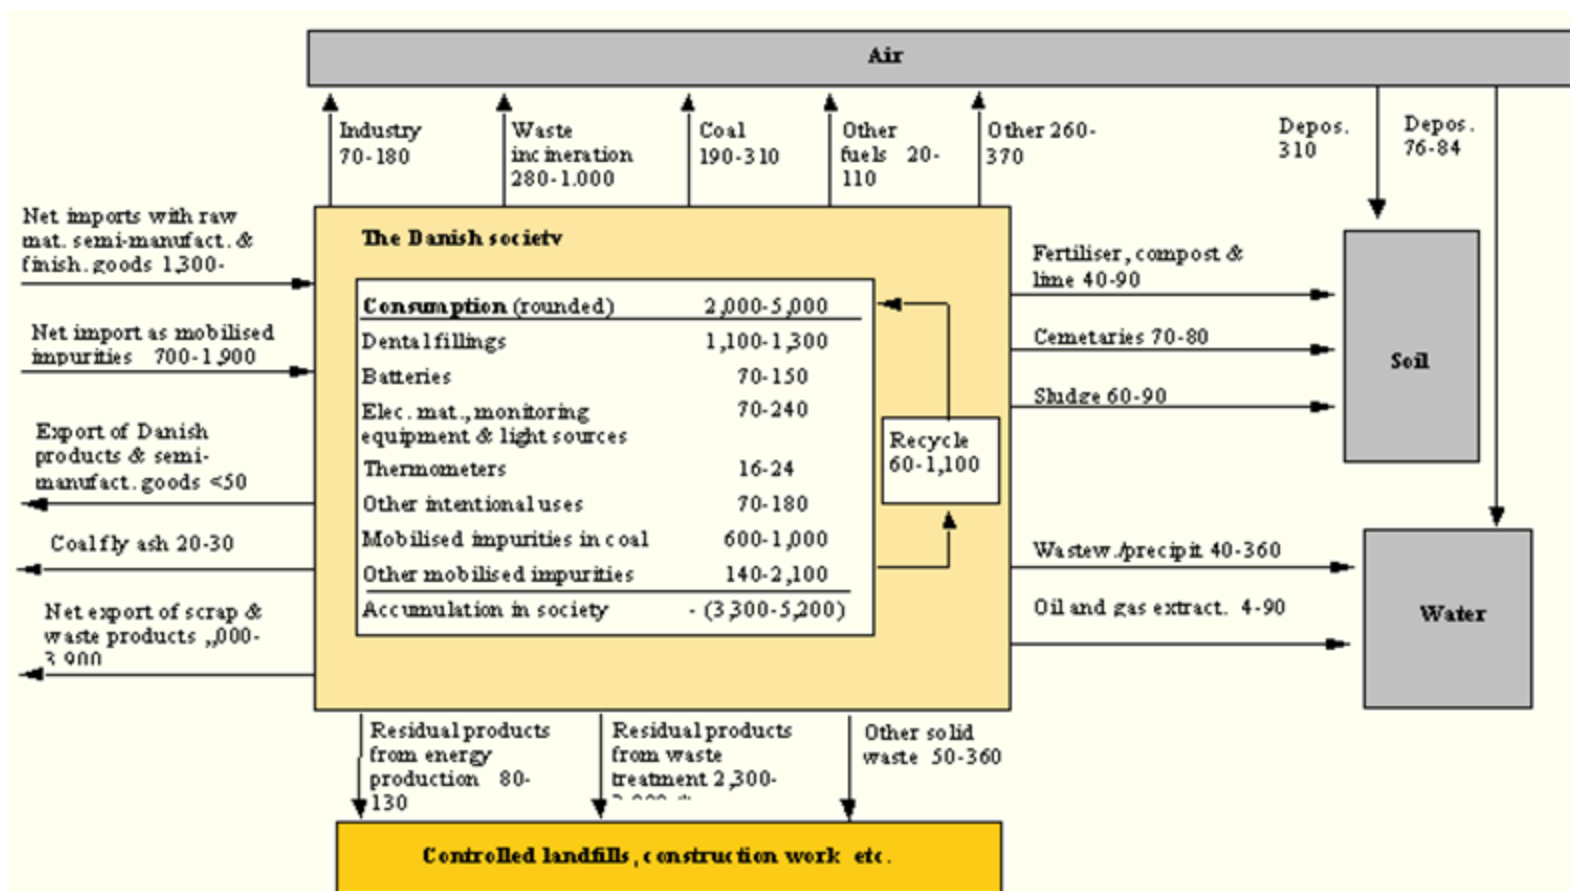 Air
Industry
70-180
Waste
incineration
280-1.000
Coal
190-310
Other
fuels 20-
110
Other 260-
370
Depos.
310
Depos.
76-84
Net imports with raw
mat. semi-manufact. &
finish. goods 1,300-
Net import as mobilised
impurities 700-1,900
Export of Danish
products & semi-
manufact. goods <50
Coal fly ash 20-30
Net export of scrap &
waste products ,,000-
3 900
The Danish society
Consumption (rounded) 2,000-5,000
Dental fillings 1,100-1,300
Batteries 70-150
Elec. mat., monitoring 70-240
equipment & light sources
Thermometers 16-24
Other intentional uses 70-180
Mobilised impurities in coal 600-1,000
Other mobilised impurities 140-2,100
Accumulation in society - (3,300-5,200)
Recycle
60-1,100
Fertiliser, compost &
lime 40-90
Cemetaries 70-80
Sludge 60-90
Soil
Wastew./precipit 40-360
Oil and gas extract. 4-90
Water
Residual products
from energy
production 80-
130
Residual products
from waste
treatment 2,300-
Other solid
waste 50-360
Controlled landfills, construction work etc.